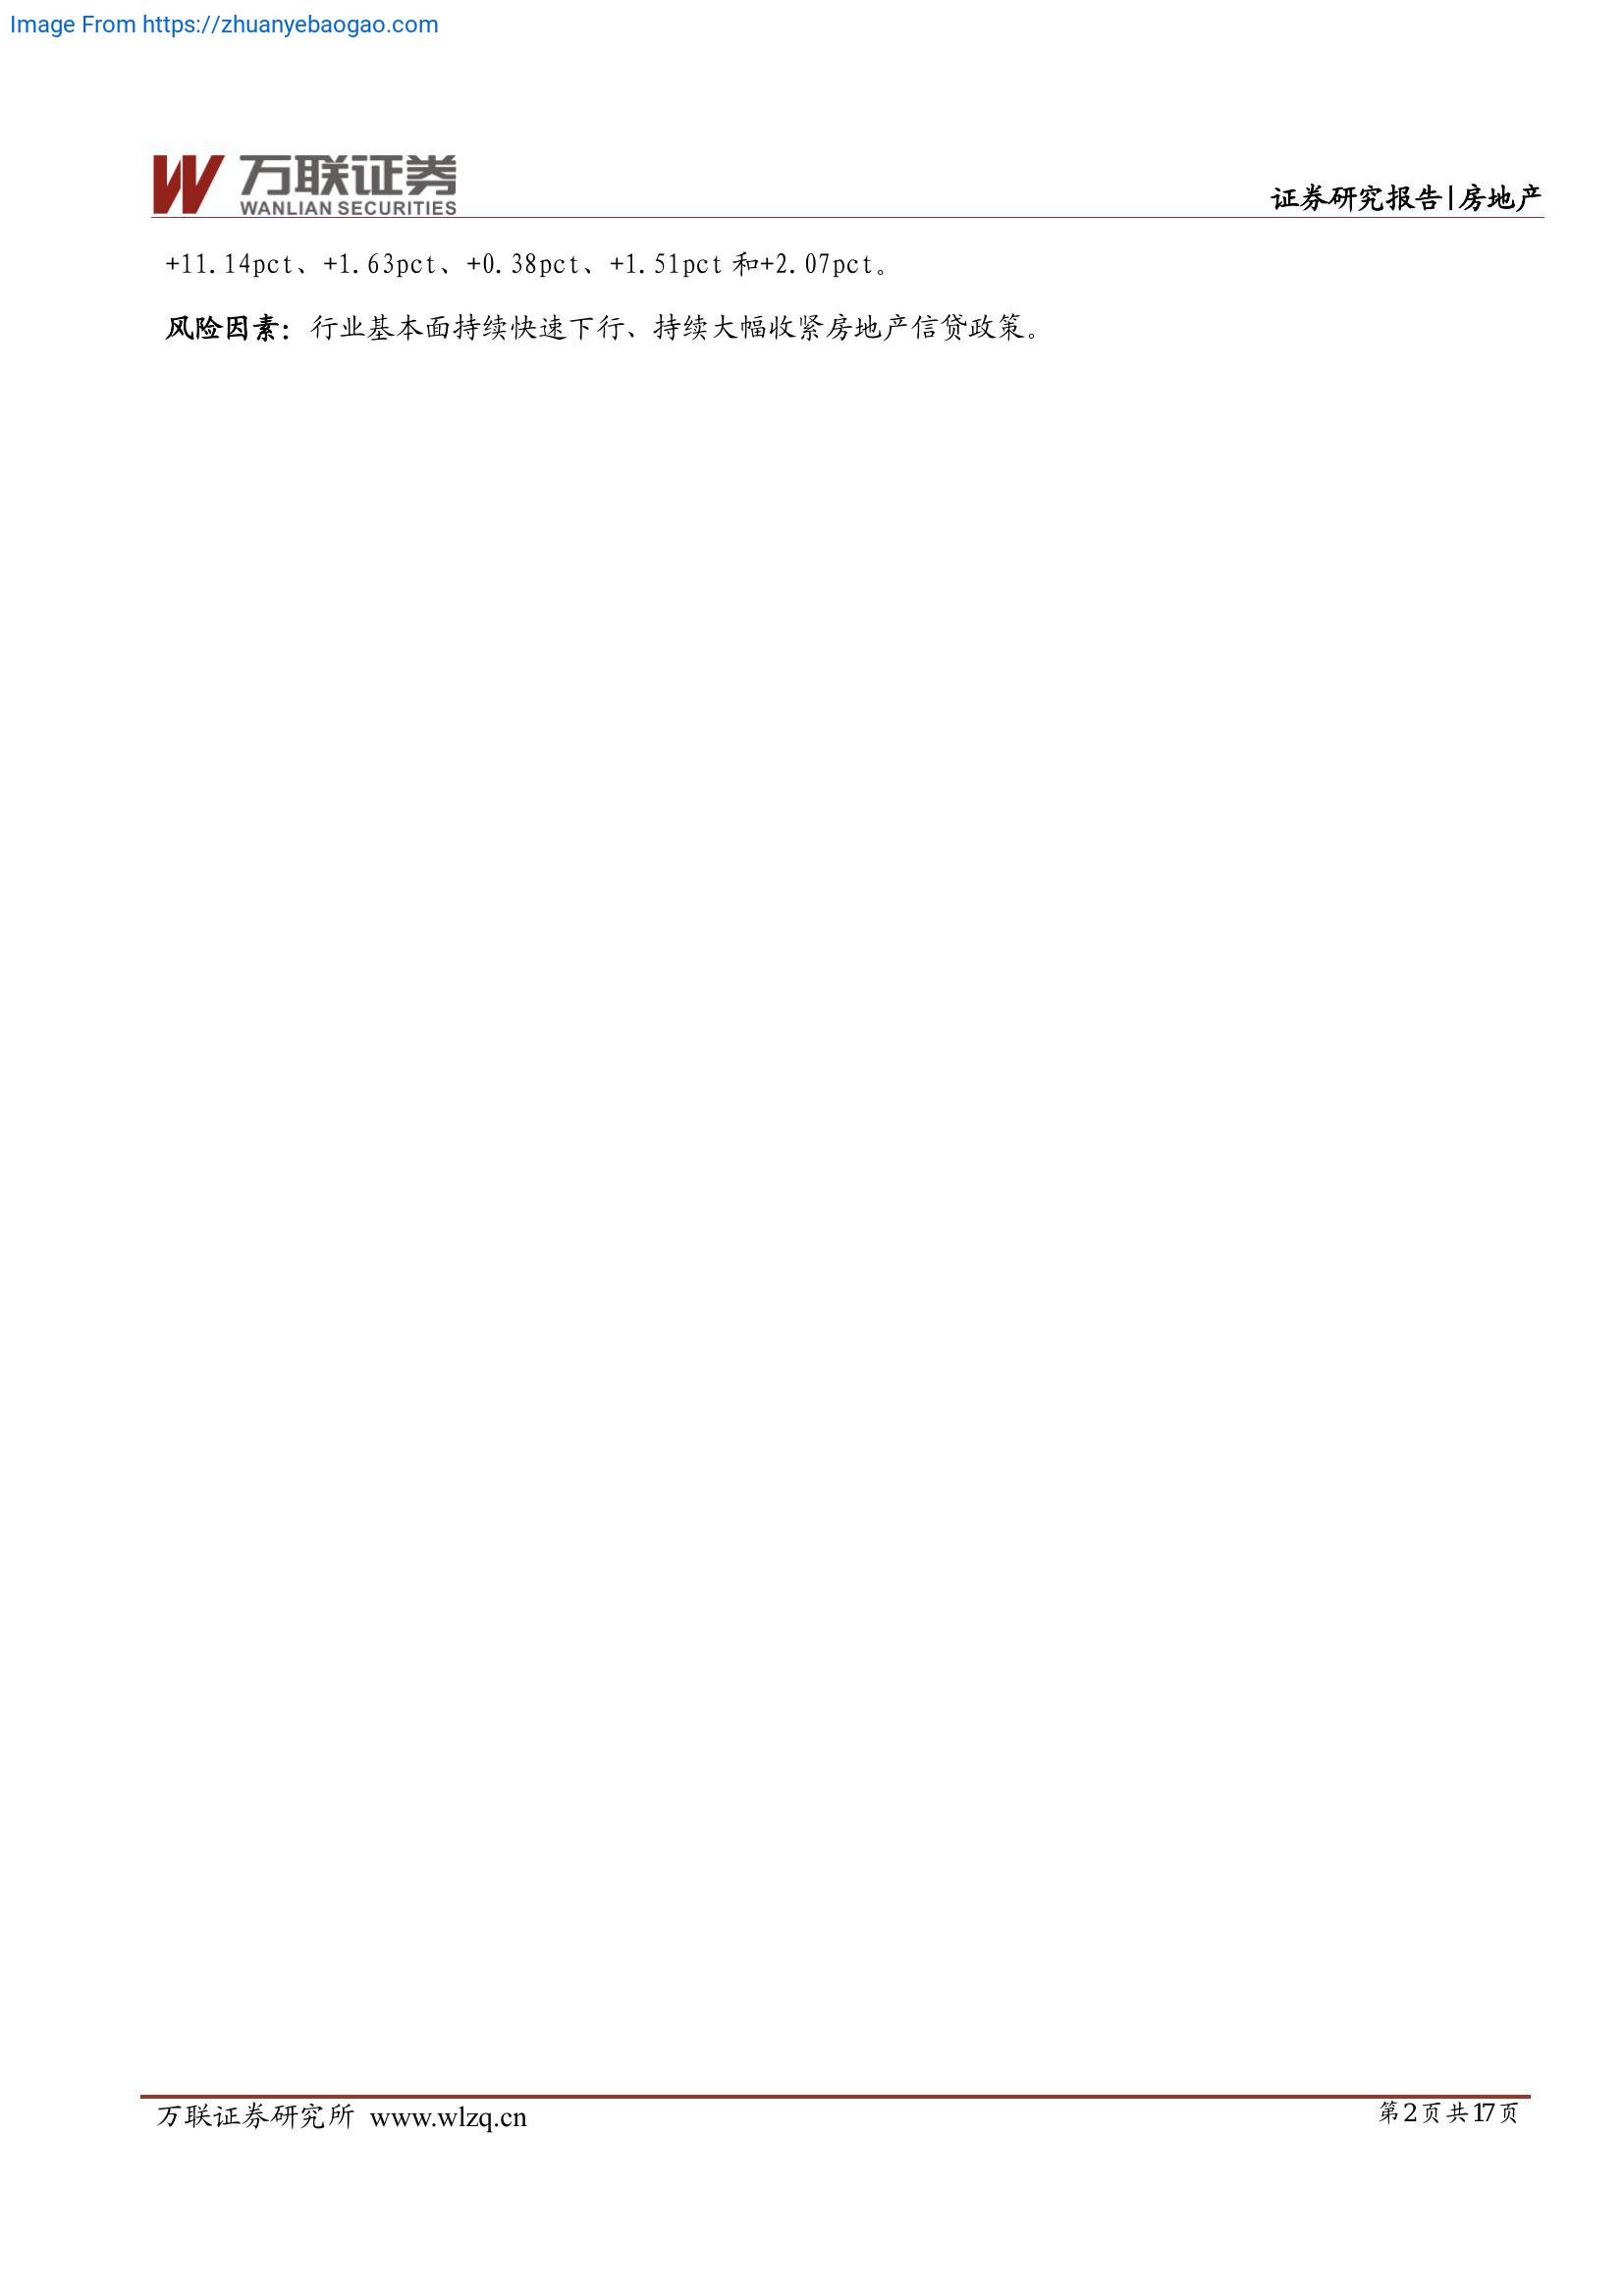 Image From https://zhuanyebaogao.com
万联证券
WANLIAN SECURITIES
证券研究报告|房地产
+11.14pct、+1.63pct、+0.38pct、+1.51pct 和+2.07pct。
风险因素：行业基本面持续快速下行、持续大幅收紧房地产信贷政策。
万联证券研究所 www.wlzq.cn
第2页共17页